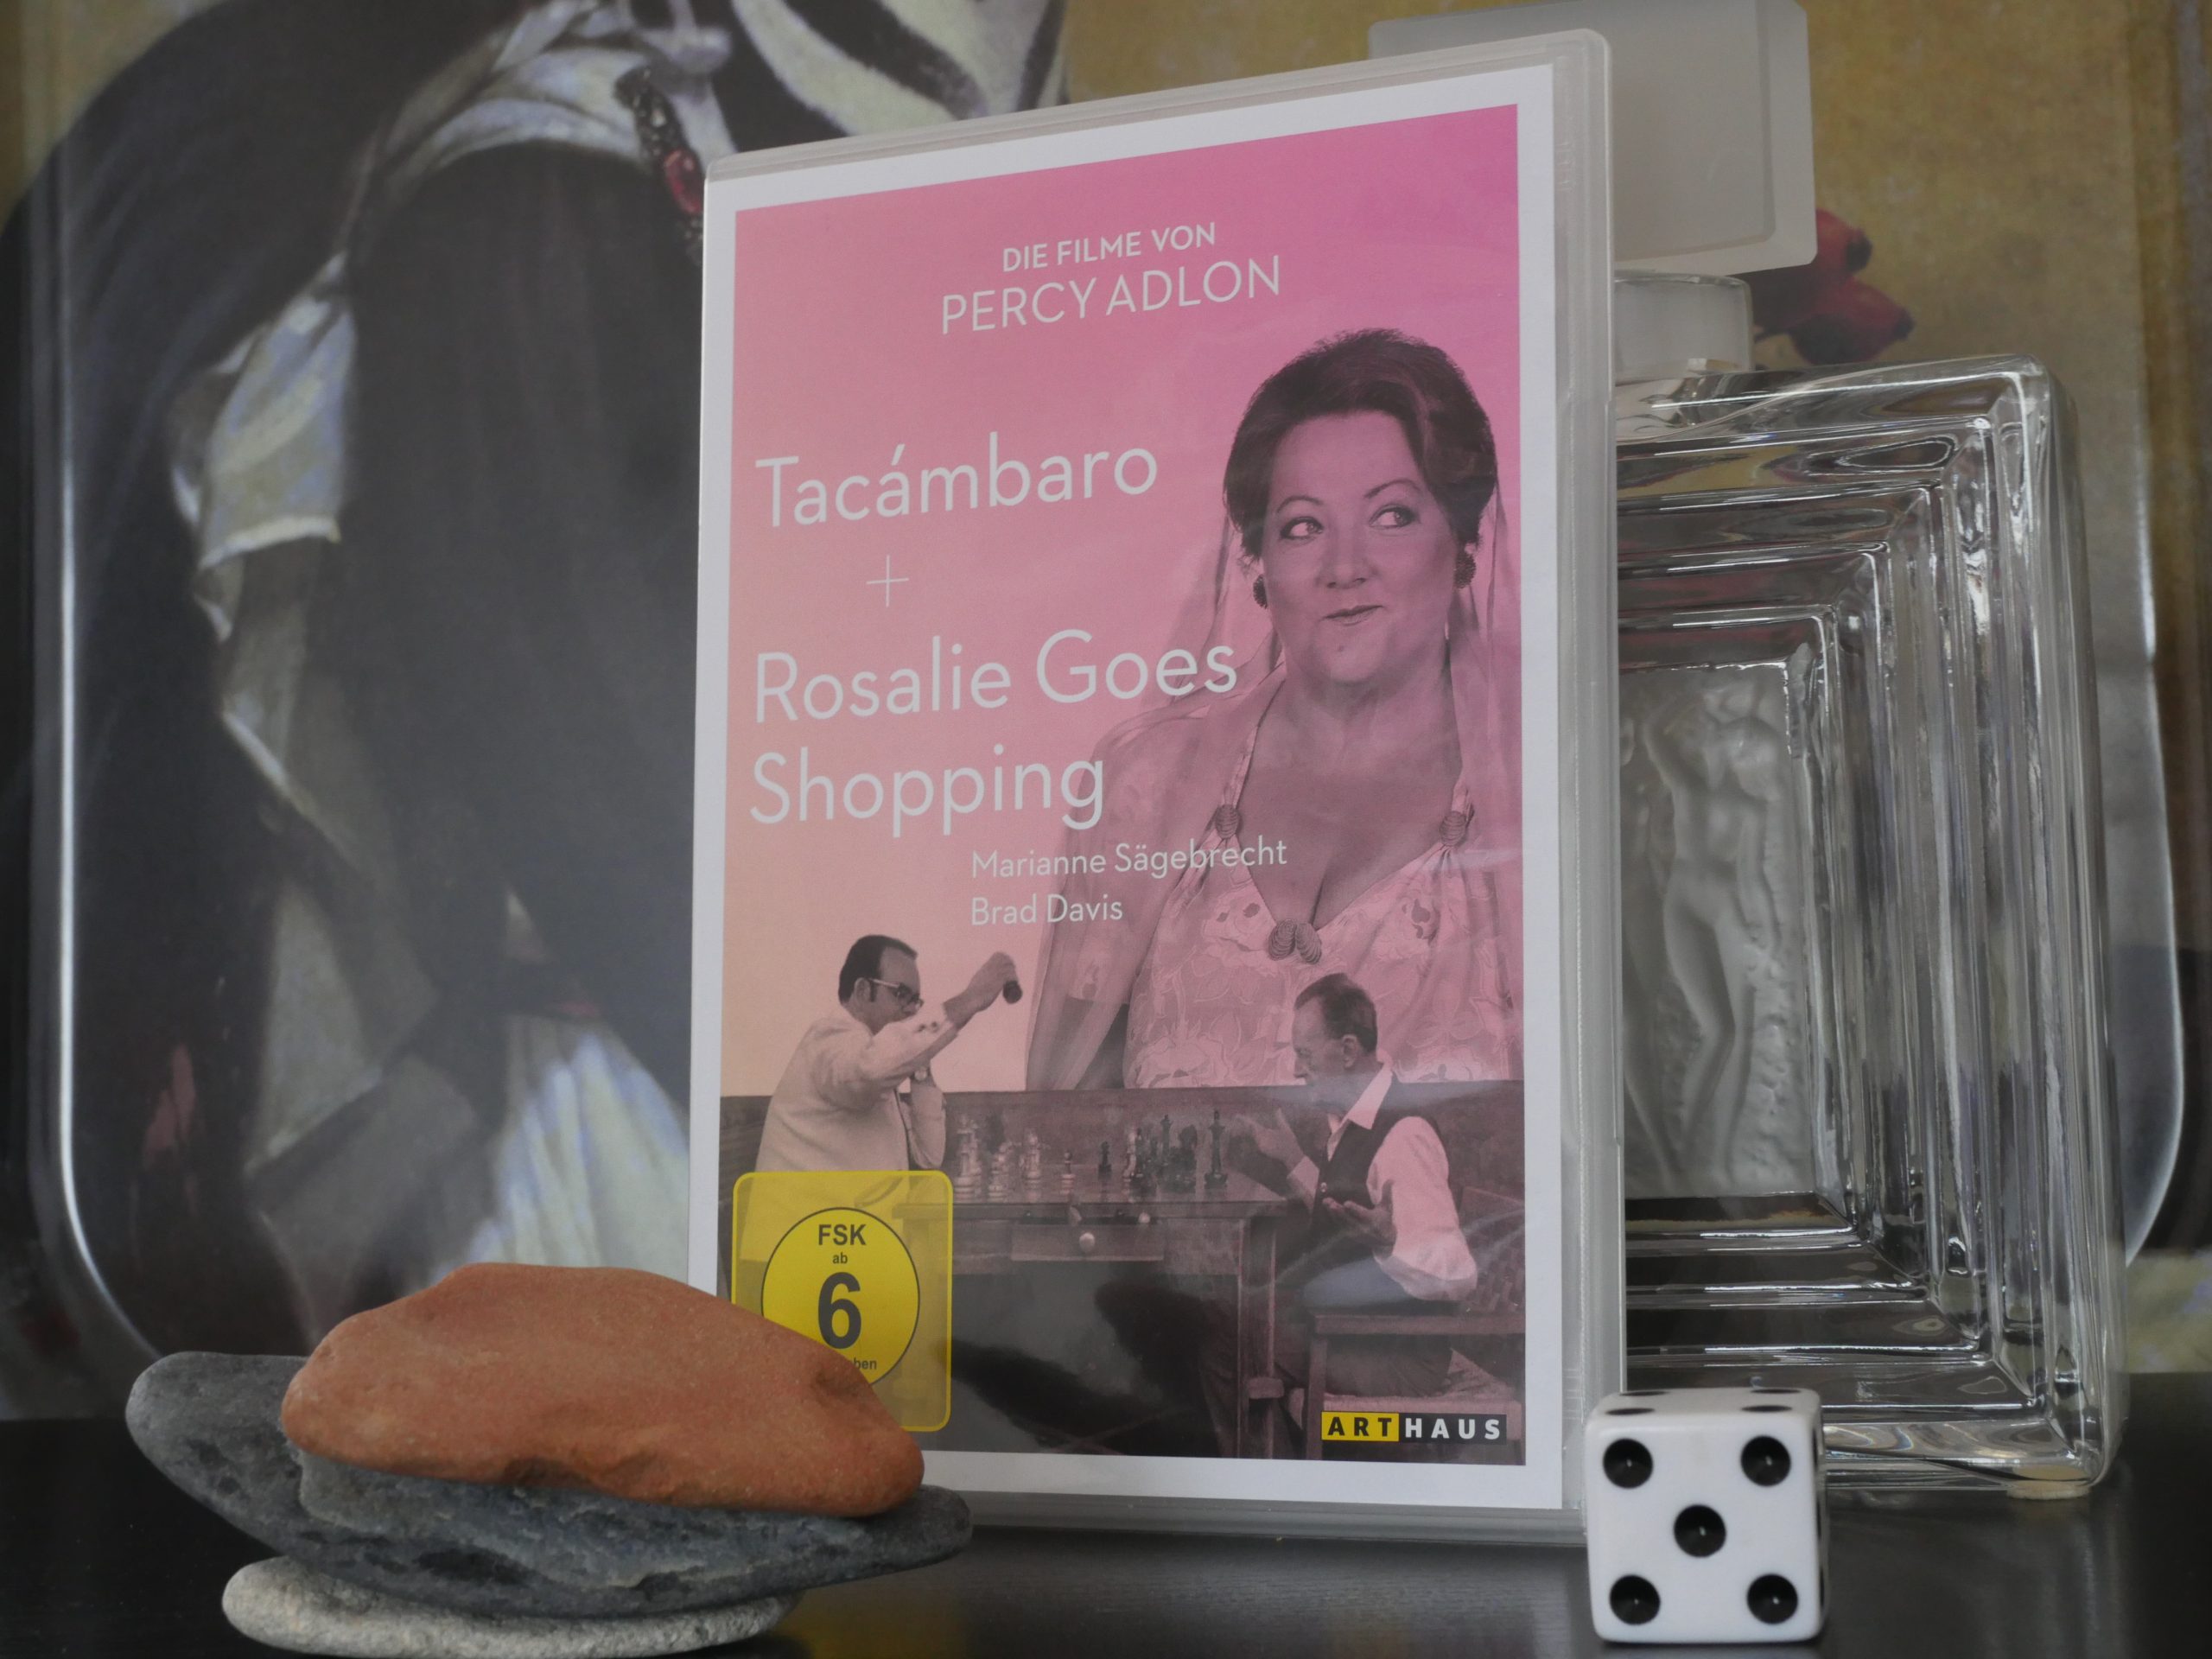 DIE FILME VON
PERCY ADLON
Tacámbaro
+
Rosalie Goes
Shopping
Marianne Sägebrecht
Brad Davis
FSK
ab
6
ARTHAUS